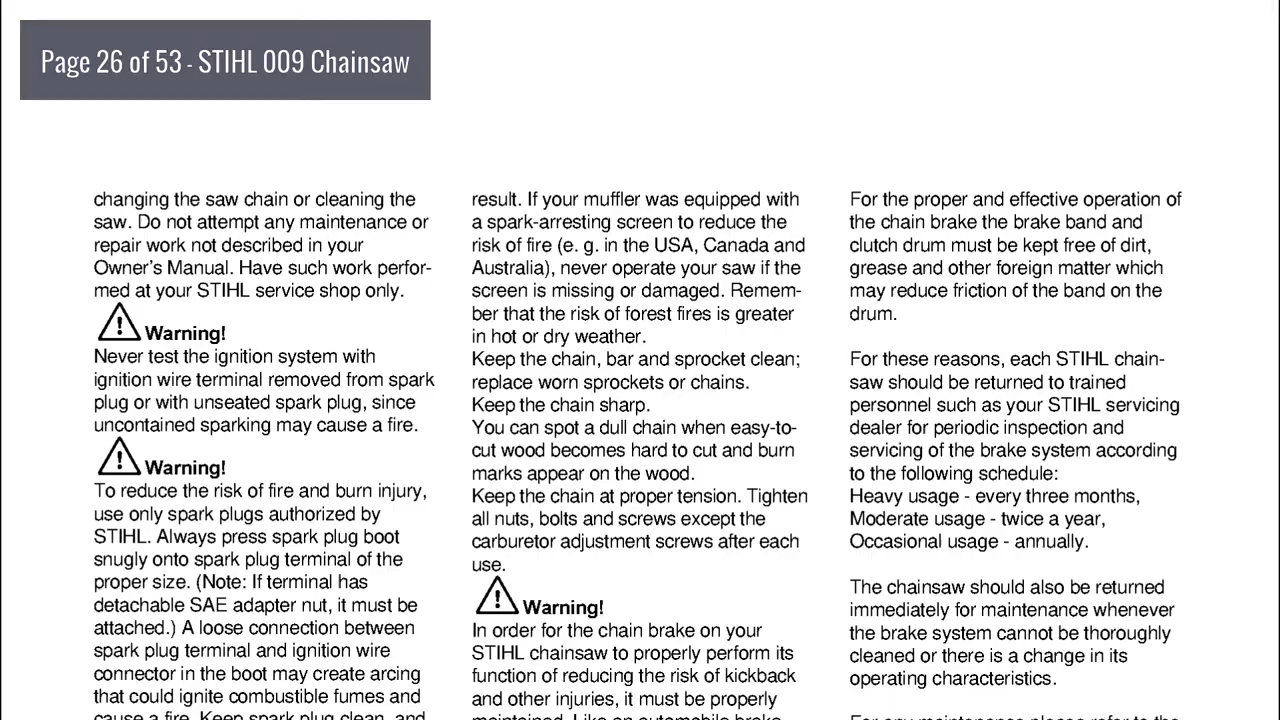 Page 26 of 53 - STIHL 009 Chainsaw
changing the saw chain or cleaning the
saw. Do not attempt any maintenance or
repair work not described in your
Owner's Manual. Have such work perfor-
med at your STIHL service shop only.
Warning!
Never test the ignition system with
ignition wire terminal removed from spark
plug or with unseated spark plug, since
uncontained sparking may cause a fire.
Warning!
To reduce the risk of fire and burn injury,
use only spark plugs authorized by
STIHL. Always press spark plug boot
snugly onto spark plug terminal of the
proper size. (Note: If terminal has
detachable SAE adapter nut, it must be
attached.) A loose connection between
spark plug terminal and ignition wire
connector in the boot may create arcing
that could ignite combustible fumes and
cause a fire. Keep spark plug clean, and
result. If your muffler was equipped with
a spark-arresting screen to reduce the
risk of fire (e. g. in the USA, Canada and
Australia), never operate your saw if the
screen is missing or damaged. Remem-
ber that the risk of forest fires is greater
in hot or dry weather.
Keep the chain, bar and sprocket clean;
replace worn sprockets or chains.
Keep the chain sharp.
You can spot a dull chain when easy-to-
cut wood becomes hard to cut and burn
marks appear on the wood.
Keep the chain at proper tension. Tighten
all nuts, bolts and screws except the
carburetor adjustment screws after each
use.
Warning!
In order for the chain brake on your
STIHL chainsaw to properly perform its
function of reducing the risk of kickback
and other injuries, it must be properly
maintained. Like an automobile brake
For the proper and effective operation of
the chain brake the brake band and
clutch drum must be kept free of dirt,
grease and other foreign matter which
may reduce friction of the band on the
drum.
For these reasons, each STIHL chain-
saw should be returned to trained
personnel such as your STIHL servicing
dealer for periodic inspection and
servicing of the brake system according
to the following schedule:
Heavy usage - every three months,
Moderate usage - twice a year,
Occasional usage - annually.
The chainsaw should also be returned
immediately for maintenance whenever
the brake system cannot be thoroughly
cleaned or there is a change in its
operating characteristics.
For any maintenance please refer to the